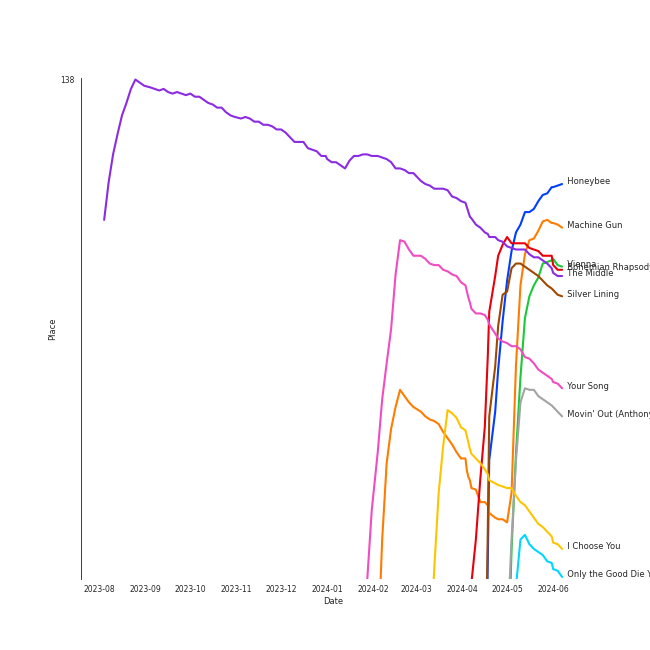 138
Honeybee
Machine Gun
Vienna
Bohemian Rhapsody
The Middle
Silver Lining
Your Song
Movin' Out (Anthony
I Choose You
Only the Good Die Y
Place
2023-08 2023-09 2023-10 2023-11 2023-12 2024-01 2024-02 2024-03 2024-04 2024-05 2024-06
Date